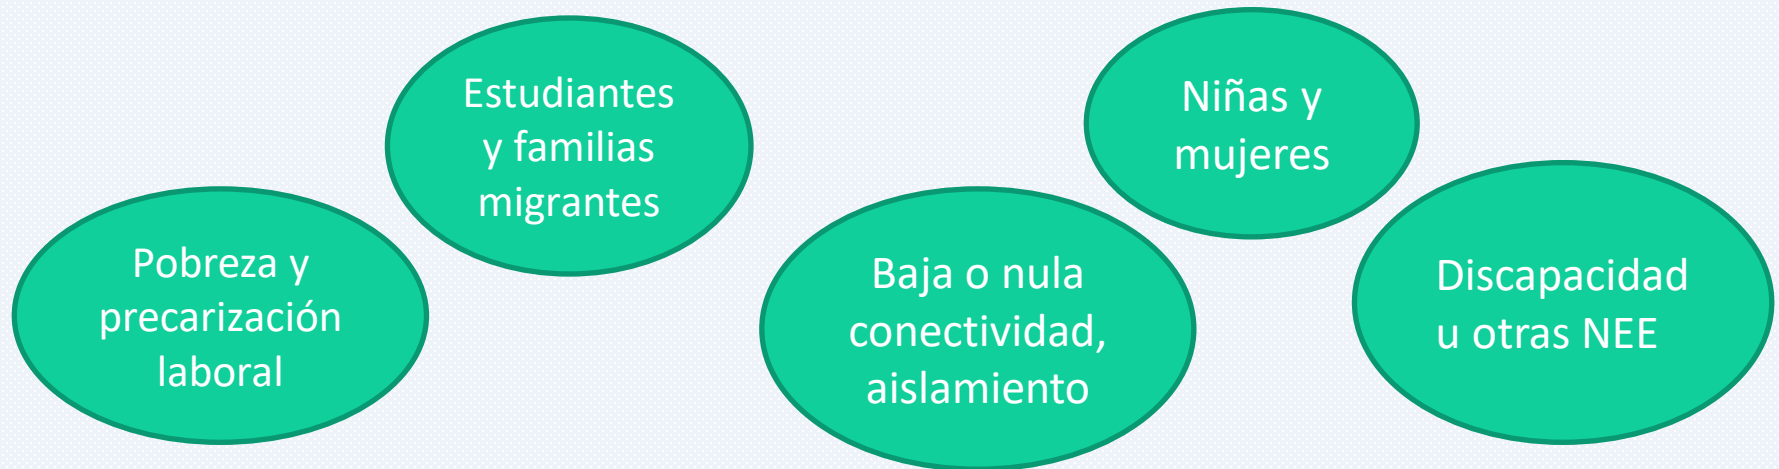 Pobreza y
precarización
laboral
Estudiantes
y familias
migrantes
Baja o nula
conectividad,
aislamiento
Niñas y
mujeres
Discapacidad
u otras NEE